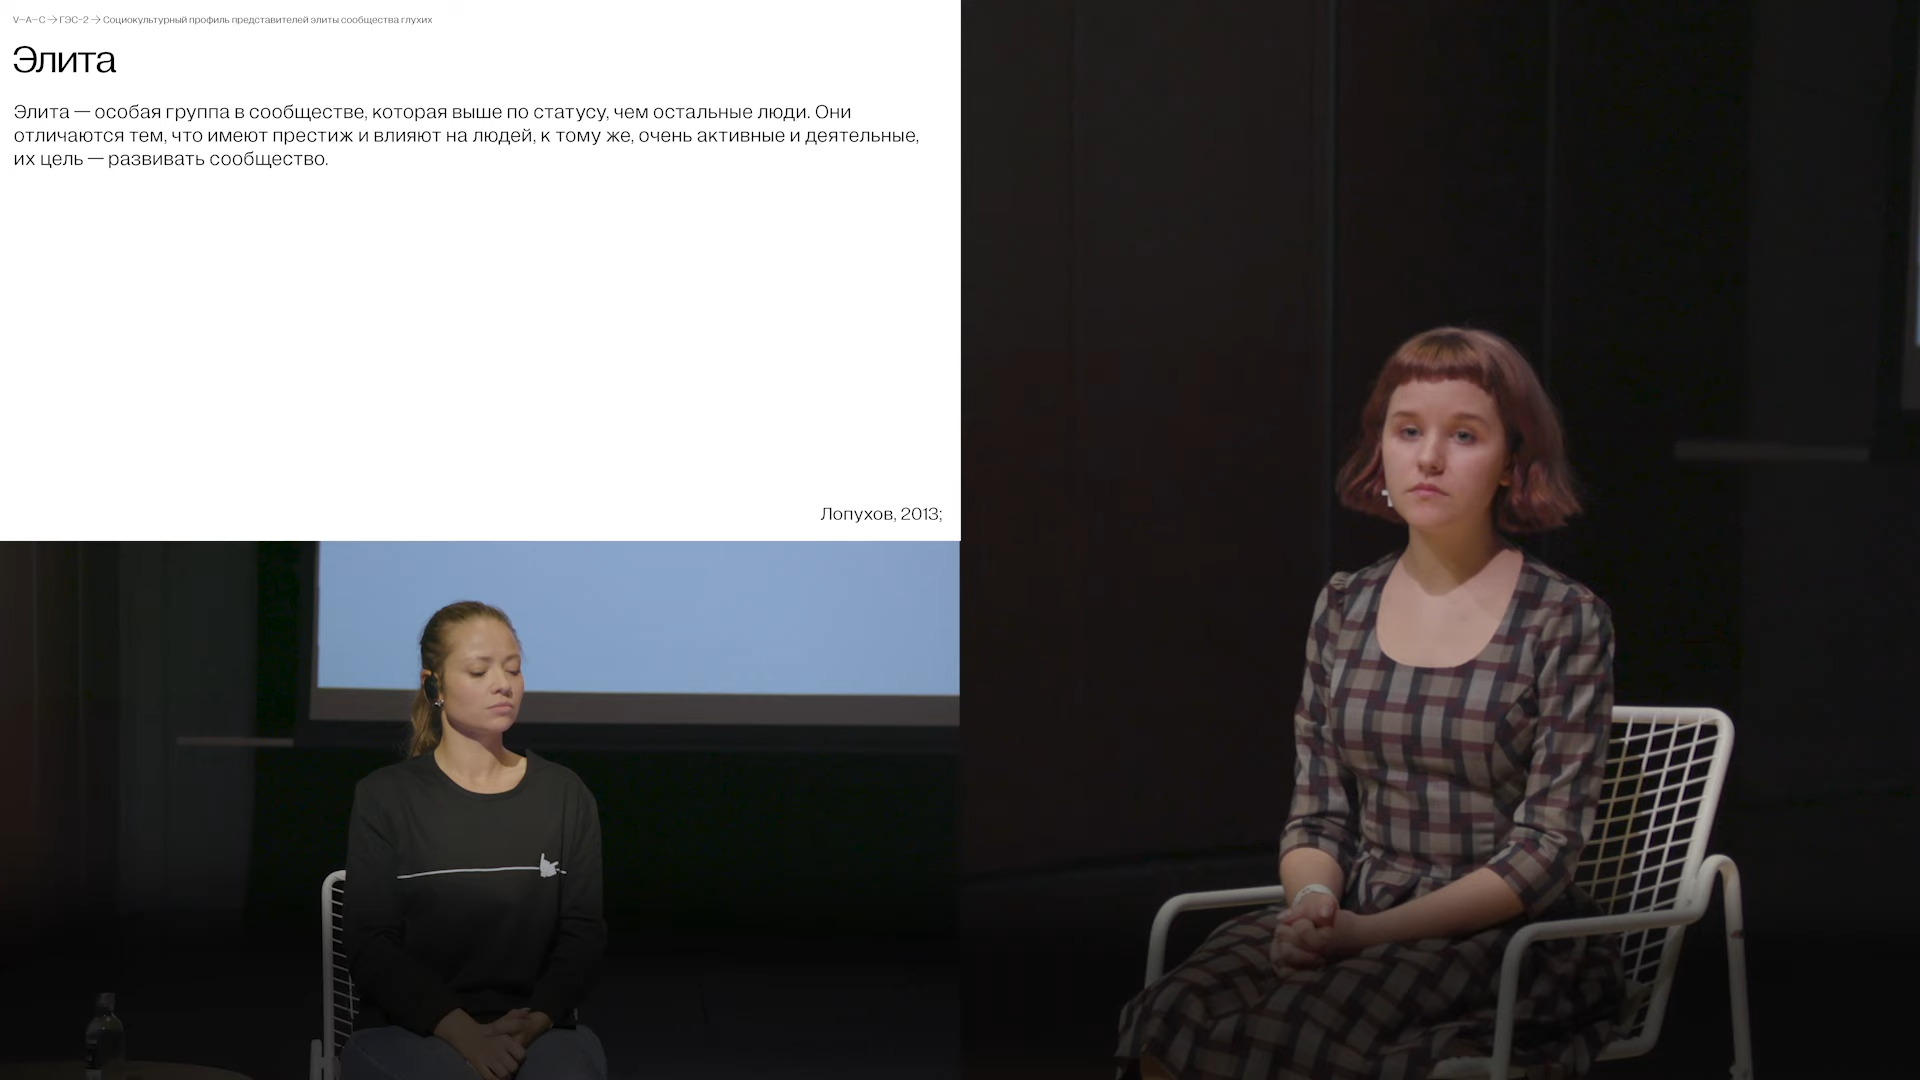 V–A–C → ГЭС-2 → Социокультурный профиль представителей элиты сообщества глухих
Элита
Элита — особая группа в сообществе, которая выше по статусу, чем остальные люди. Они
отличаются тем, что имеют престиж и влияют на людей, к тому же, очень активные и деятельные,
их цель — развивать сообщество.
Лопухов, 2013;